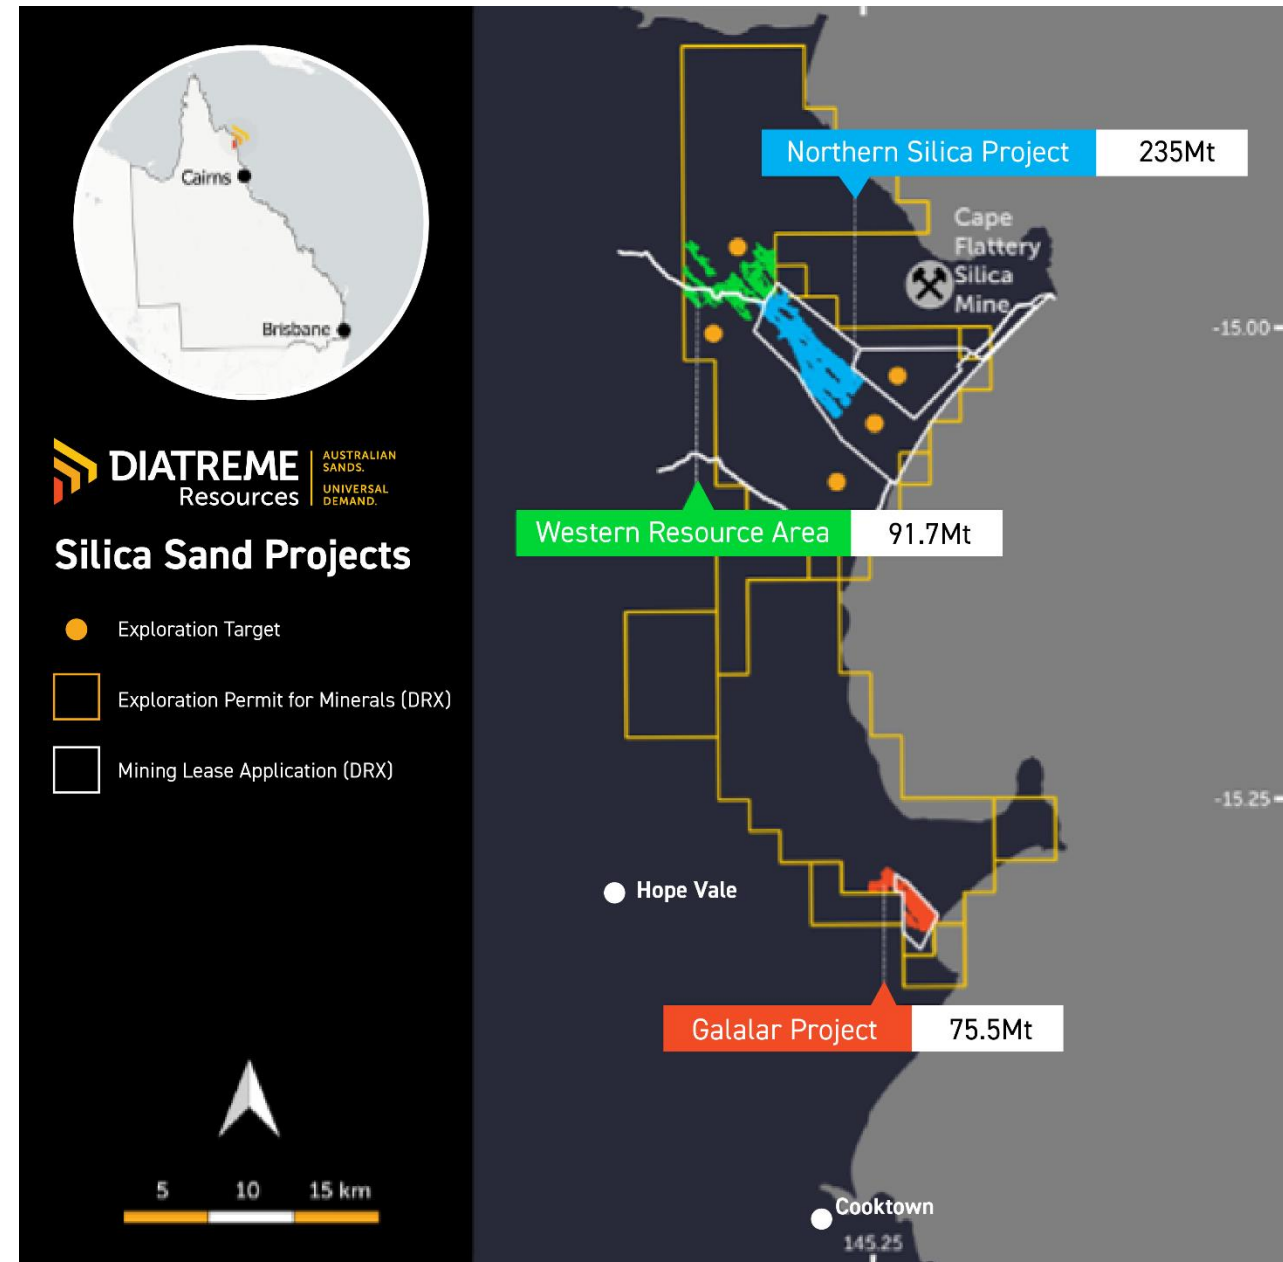 Cairns
Brisbane
DIATREME
Resources
AUSTRALIAN
SANDS.
UNIVERSAL
DEMAND.
Silica Sand Projects
Exploration Target
Exploration Permit for Minerals (DRX)
Mining Lease Application (DRX)
5 10 15 km
Northern Silica Project 235Mt
Cape
Flattery
Silica
Mine
-15.00
Western Resource Area 91.7Mt
-15.25
Hope Vale
Galalar Project 75.5Mt
Cooktown
145.25